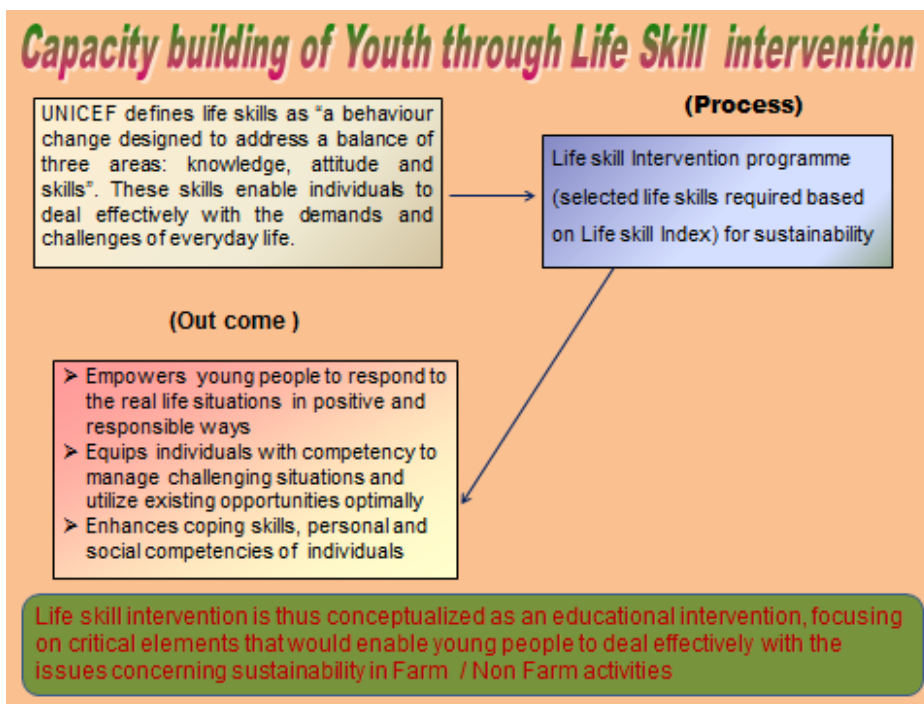 Capacity building of Youth through Life Skill intervention
UNICEF defines life skills as “a behaviour
change designed to address a balance of
three areas: knowledge, attitude and
skills”. These skills enable individuals to
deal effectively with the demands and
challenges of everyday life.
(Process)
Life skill Intervention programme
(selected life skills required based
on Life skill Index) for sustainability
(Out come )
➢ Empowers young people to respond to
the real life situations in positive and
responsible ways
➢ Equips individuals with competency to
manage challenging situations and
utilize existing opportunities optimally
➢ Enhances coping skills, personal and
social competencies of individuals
Life skill intervention is thus conceptualized as an educational intervention, focusing
on critical elements that would enable young people to deal effectively with the
issues concerning sustainability in Farm / Non Farm activities